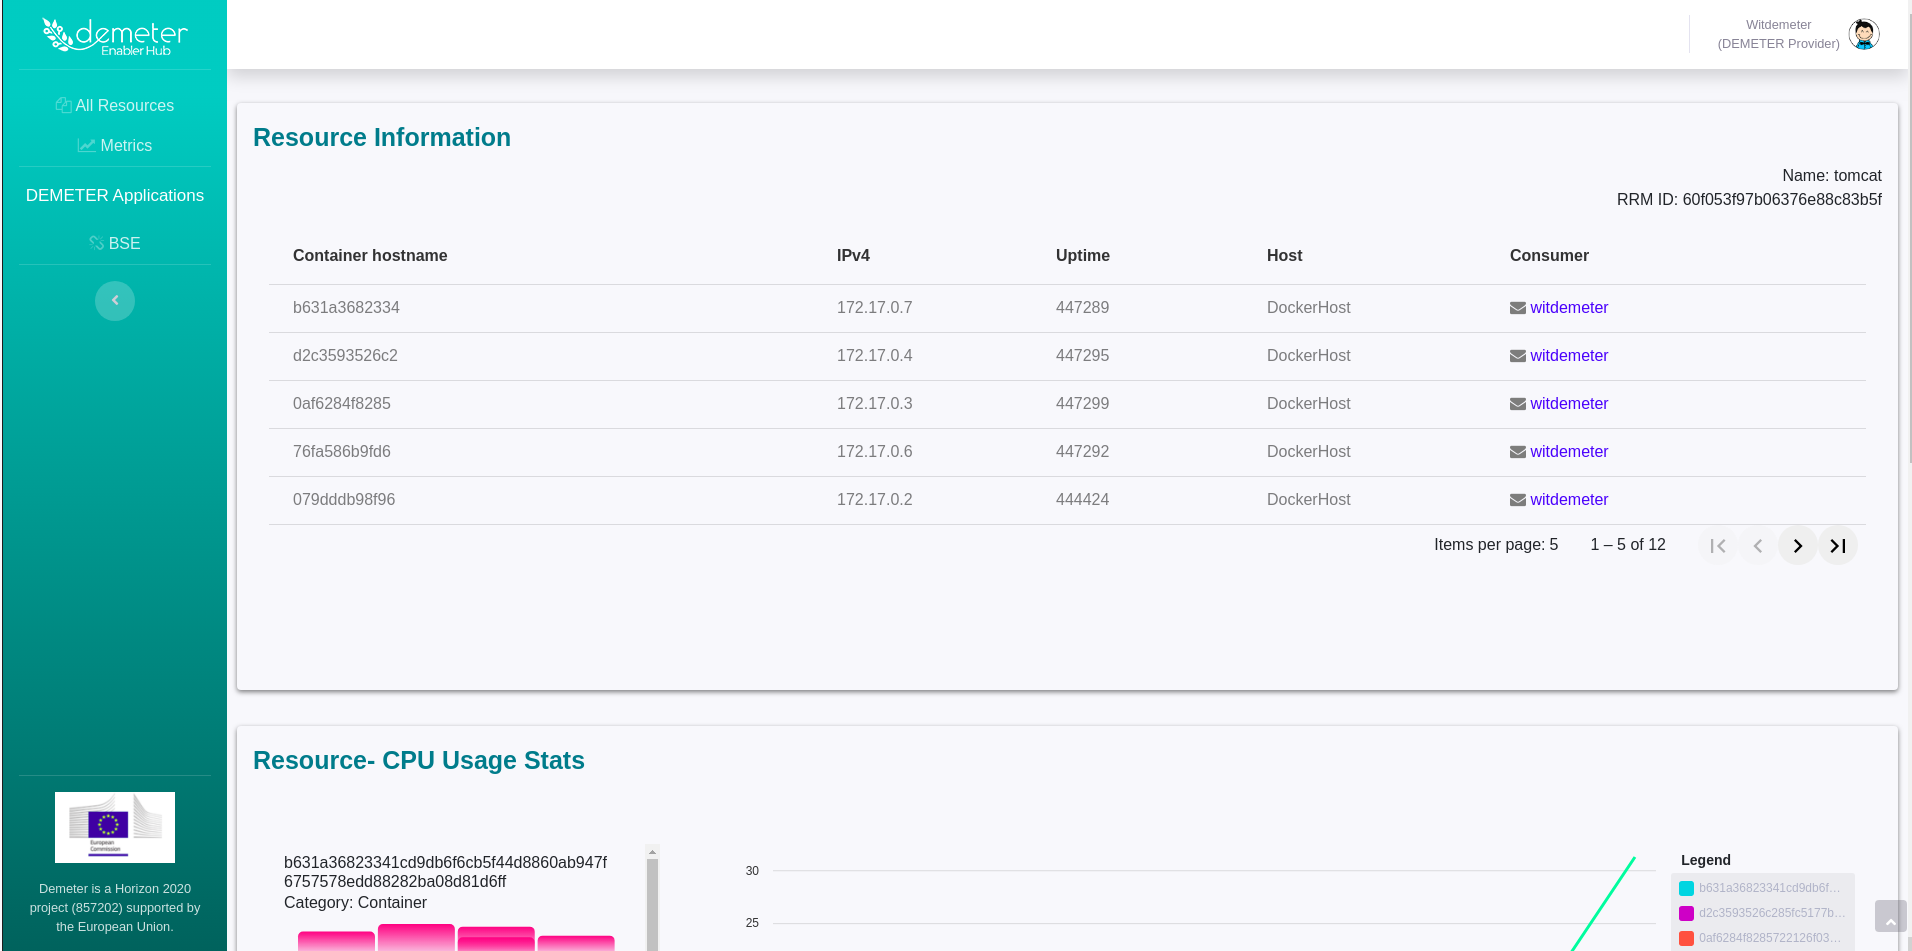 demeter
Enabler Hub
All Resources
Metrics
DEMETER Applications
BSE
European
Commission
Demeter is a Horizon 2020
project (857202) supported by
the European Union.
Witdemeter
(DEMETER Provider)
Resource Information
Name: tomcat
RRM ID: 60f053f97b06376e88c83b5f
Container hostname IPv4 Uptime Host Consumer
b631a3682334 172.17.0.7 447289 DockerHost witdemeter
d2c3593526c2 172.17.0.4 447295 DockerHost witdemeter
0af6284f8285 172.17.0.3 447299 DockerHost witdemeter
76fa586b9fd6 172.17.0.6 447292 DockerHost witdemeter
079dddb98f96 172.17.0.2 444424 DockerHost witdemeter
Items per page: 5 1 – 5 of 12
Resource- CPU Usage Stats
b631a36823341cd9db6f6cb5f44d8860ab947f
6757578edd88282ba08d81d6ff
Category: Container
30
25
Legend
b631a36823341cd9db6f...
d2c3593526c285fc5177b...
0af6284f8285722126f03...